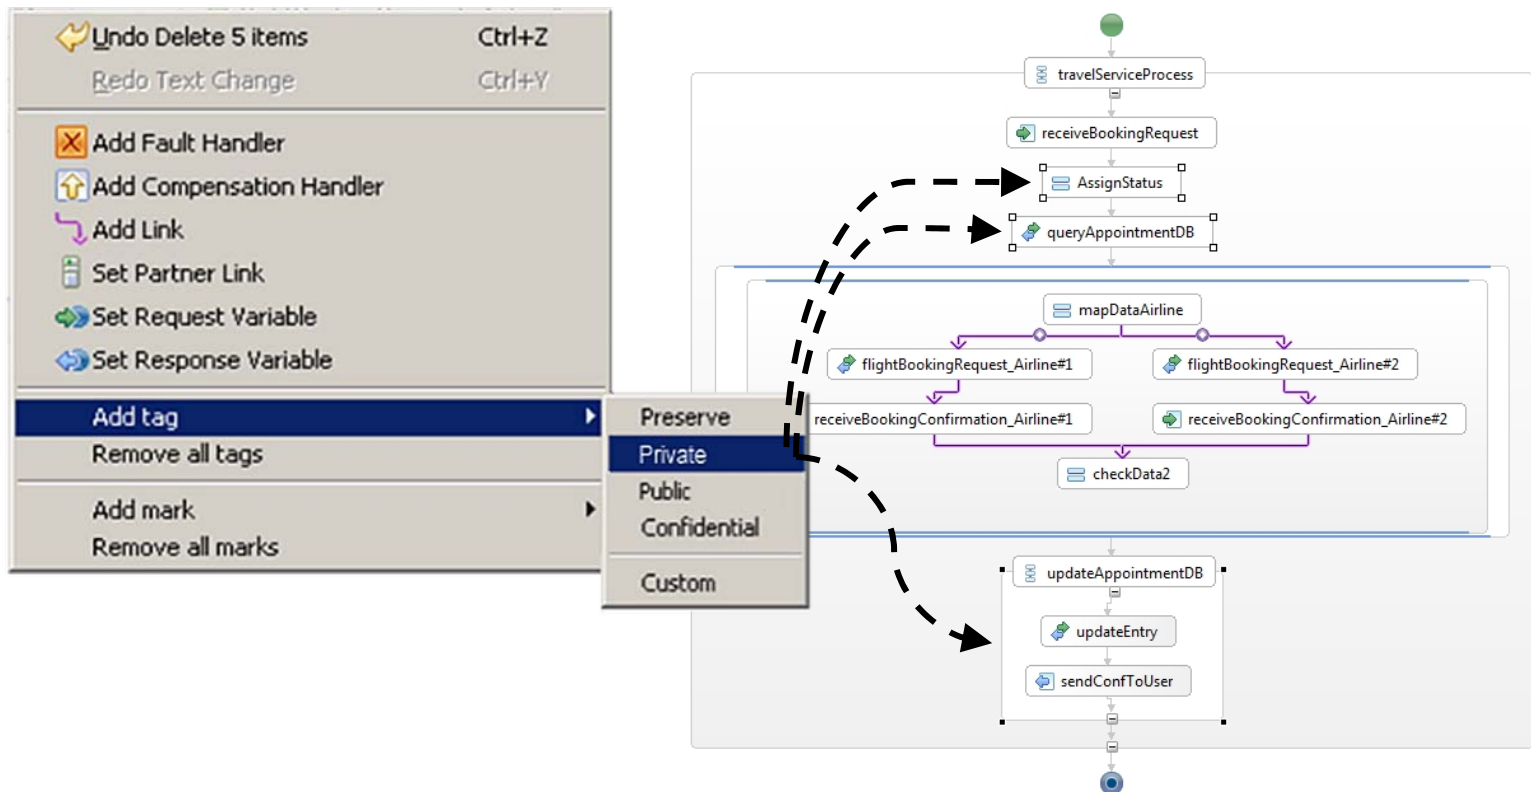 Undo Delete 5 items Ctrl+Z
Redo Text Change Ctrl+Y
Add Fault Handler
Add Compensation Handler
Add Link
Set Partner Link
Set Request Variable
Set Response Variable
Add tag
Remove all tags
Add mark
Remove all marks
Preserve
Private
Public
Confidential
Custom
travelServiceProcess
receiveBookingRequest
AssignStatus
queryAppointmentDB
mapDataAirline
flightBookingRequest_Airline#1 flightBookingRequest_Airline#2
receiveBookingConfirmation_Airline#1 receiveBookingConfirmation_Airline#2
checkData2
updateAppointmentDB
updateEntry
sendConfToUser